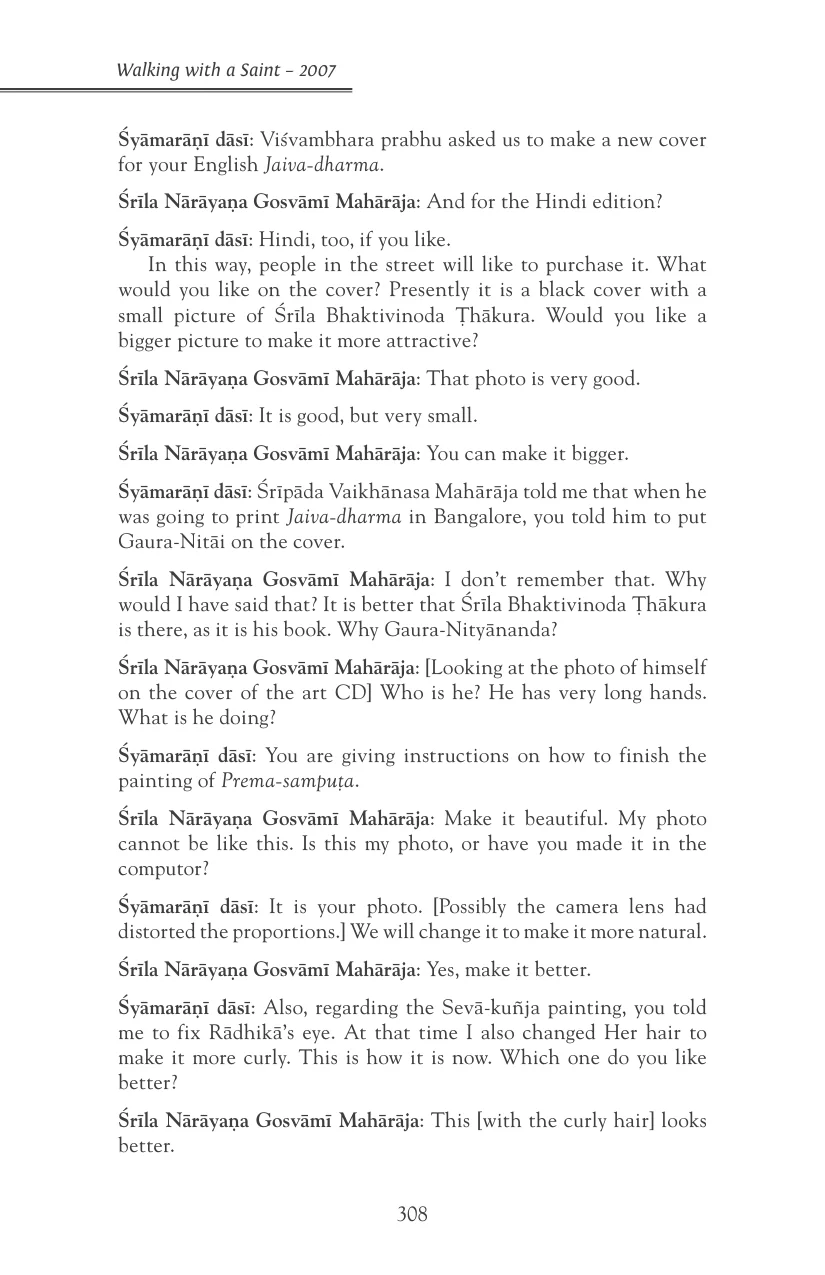 Walking with a Saint – 2007
Śyāmarāṇī dāsī: Viśvambhara prabhu asked us to make a new cover
for your English Jaiva-dharma.
Śrīla Nārāyaṇa Gosvāmī Mahārāja: And for the Hindi edition?
Śyāmarāṇī dāsī: Hindi, too, if you like.
In this way, people in the street will like to purchase it. What
would you like on the cover? Presently it is a black cover with a
small picture of Śrīla Bhaktivinoda Ṭhākura. Would you like a
bigger picture to make it more attractive?
Śrīla Nārāyaṇa Gosvāmī Mahārāja: That photo is very good.
Śyāmarāṇī dāsī: It is good, but very small.
Śrīla Nārāyaṇa Gosvāmī Mahārāja: You can make it bigger.
Śyāmarāṇī dāsī: Śrīpāda Vaikhānasa Mahārāja told me that when he
was going to print Jaiva-dharma in Bangalore, you told him to put
Gaura-Nitāi on the cover.
Śrīla Nārāyaṇa Gosvāmī Mahārāja: I don't remember that. Why
would I have said that? It is better that Śrīla Bhaktivinoda Ṭhākura
is there, as it is his book. Why Gaura-Nityānanda?
Śrīla Nārāyaṇa Gosvāmī Mahārāja: [Looking at the photo of himself
on the cover of the art CD] Who is he? He has very long hands.
What is he doing?
Śyāmarāṇī dāsī: You are giving instructions on how to finish the
painting of Prema-sampuṭa.
Śrīla Nārāyaṇa Gosvāmī Mahārāja: Make it beautiful. My photo
cannot be like this. Is this my photo, or have you made it in the
computor?
Śyāmarāṇī dāsī: It is your photo. [Possibly the camera lens had
distorted the proportions.] We will change it to make it more natural.
Śrīla Nārāyaṇa Gosvāmī Mahārāja: Yes, make it better.
Śyāmarāṇī dāsī: Also, regarding the Sevā-kuñja painting, you told
me to fix Rādhikā's eye. At that time I also changed Her hair to
make it more curly. This is how it is now. Which one do you like
better?
Śrīla Nārāyaṇa Gosvāmī Mahārāja: This [with the curly hair] looks
better.
308